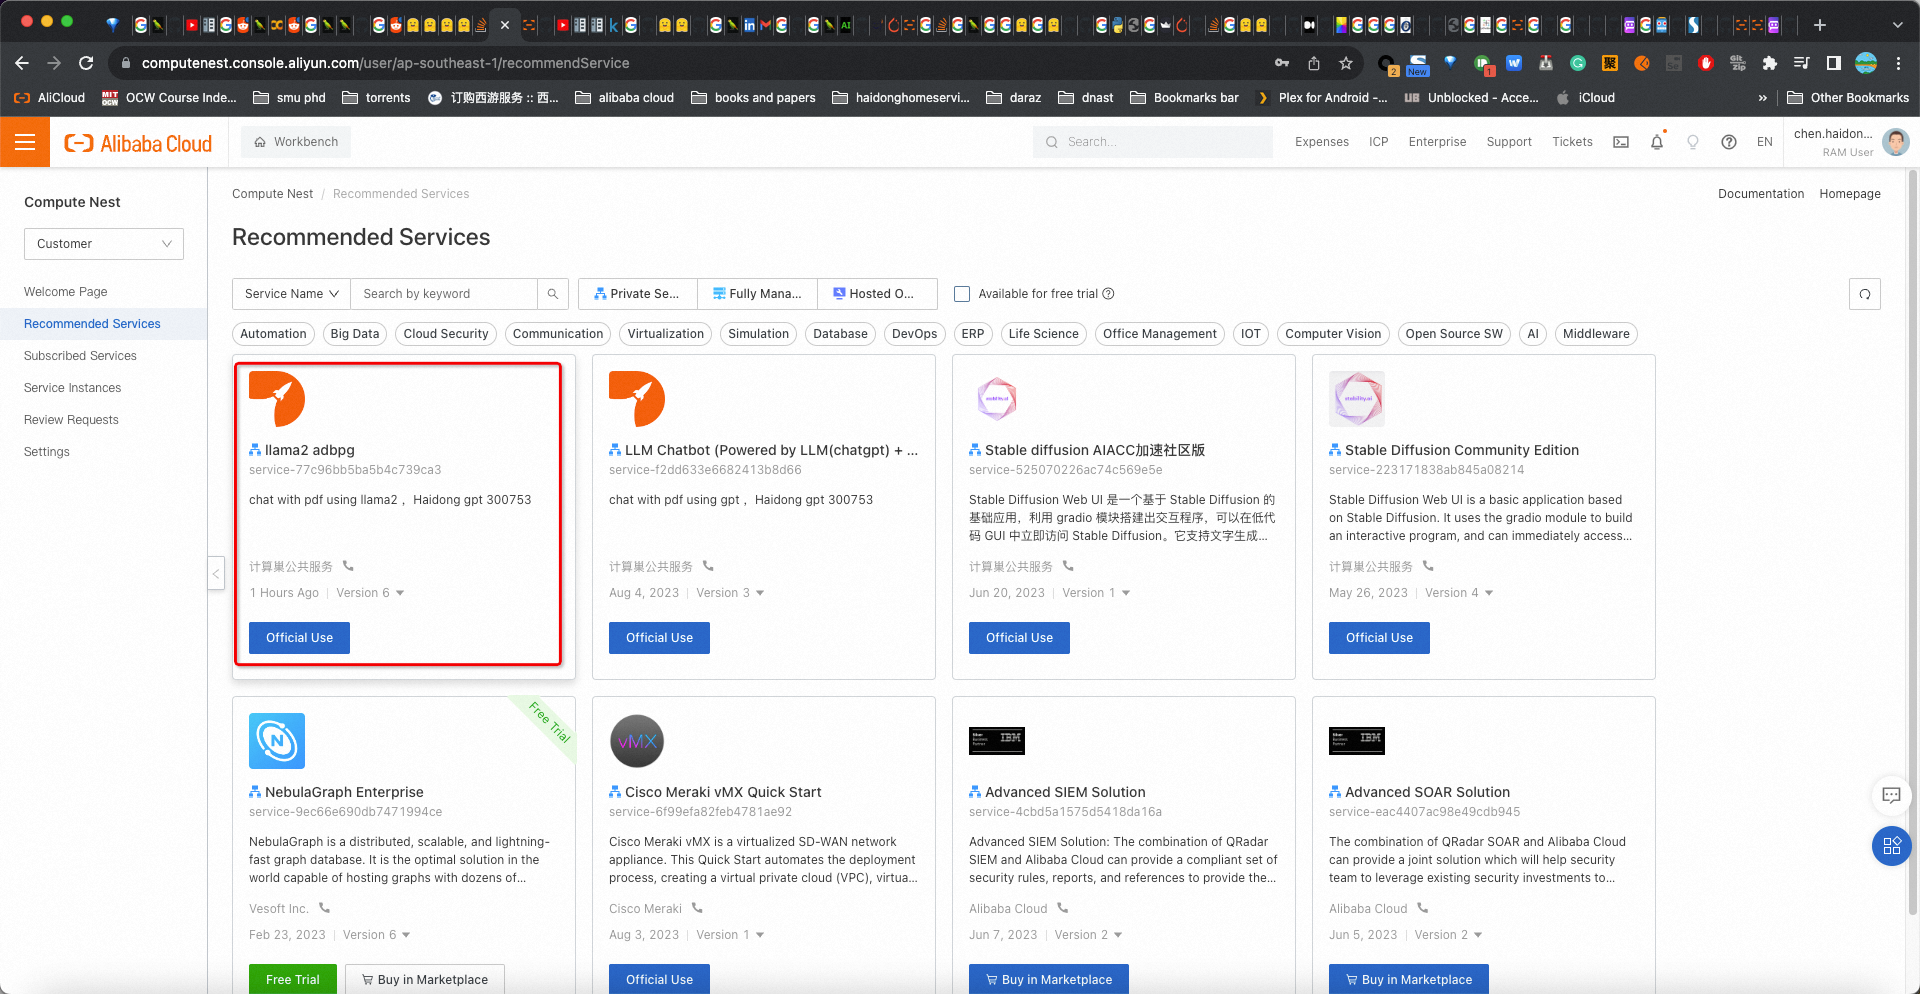 computenest.console.aliyun.com/user/ap-southeast-1/recommendService
2
New
1
AliCloud
MIT OCW
OCW Course Inde...
smu phd
torrents
订购西游服务 :: 西...
alibaba cloud
books and papers
haidonghomeservi...
daraz
dnast
Bookmarks bar
Plex for Android -...
UB
Unblocked - Acce...
iCloud
»
Other Bookmarks
Alibaba Cloud
Workbench
Search...
Expenses
ICP
Enterprise
Support
Tickets
EN
chen.haidon...
RAM User
Compute Nest
Customer
Welcome Page
Recommended Services
Subscribed Services
Service Instances
Review Requests
Settings
Compute Nest / Recommended Services
Documentation
Homepage
Recommended Services
Service Name
Search by keyword
Private Se...
Fully Mana...
Hosted O...
Available for free trial
Automation
Big Data
Cloud Security
Communication
Virtualization
Simulation
Database
DevOps
ERP
Life Science
Office Management
IOT
Computer Vision
Open Source SW
AI
Middleware
llama2 adbpg
service-77c96bb5ba5b4c739ca3
chat with pdf using llama2 ，Haidong gpt 300753
计算巢公共服务
1 Hours Ago | Version 6
Official Use
LLM Chatbot (Powered by LLM(chatgpt) + ...
service-f2dd633e6682413b8d66
chat with pdf using gpt ，Haidong gpt 300753
计算巢公共服务
Aug 4, 2023 | Version 3
Official Use
stability.ai
Stable diffusion AIACC加速社区版
service-525070226ac74c569e5e
Stable Diffusion Web UI 是一个基于 Stable Diffusion 的
基础应用，利用 gradio 模块搭建出交互程序，可以在低代
码 GUI 中立即访问 Stable Diffusion。它支持文字生成...
计算巢公共服务
Jun 20, 2023 | Version 1
Official Use
stability.ai
Stable Diffusion Community Edition
service-223171838ab845a08214
Stable Diffusion Web UI is a basic application based
on Stable Diffusion. It uses the gradio module to build
an interactive program, and can immediately access...
计算巢公共服务
May 26, 2023 | Version 4
Official Use
Free Trial
NebulaGraph Enterprise
service-9ec66e690db7471994ce
NebulaGraph is a distributed, scalable, and lightning-
fast graph database. It is the optimal solution in the
world capable of hosting graphs with dozens of...
Vesoft Inc.
Feb 23, 2023 | Version 6
Free Trial
Buy in Marketplace
vMX
Cisco Meraki vMX Quick Start
service-6f99efa82feb4781ae92
Cisco Meraki vMX is a virtualized SD-WAN network
appliance. This Quick Start automates the deployment
process, creating a virtual private cloud (VPC), virtua...
Cisco Meraki
Aug 3, 2023 | Version 1
Official Use
IBM
Advanced SIEM Solution
service-4cbd5a1575d5418da16a
Advanced SIEM Solution: The combination of QRadar
SIEM and Alibaba Cloud can provide a compliant set of
security rules, reports, and references to provide the...
Alibaba Cloud
Jun 7, 2023 | Version 2
Buy in Marketplace
IBM
Advanced SOAR Solution
service-eac4407ac98e49cdb945
The combination of QRadar SOAR and Alibaba Cloud
can provide a joint solution which will help security
team to leverage existing security investments to...
Alibaba Cloud
Jun 5, 2023 | Version 2
Buy in Marketplace